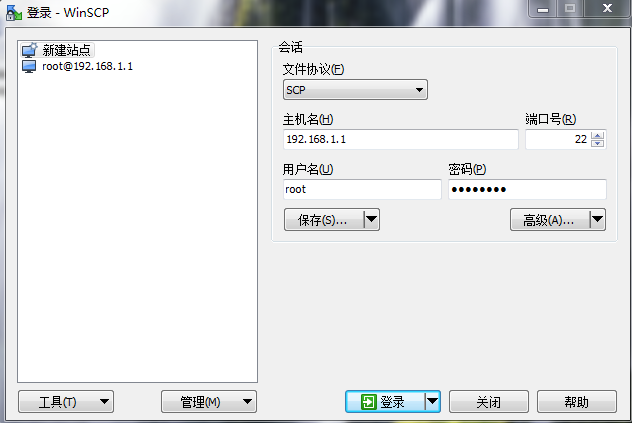 登录 - WinSCP
新建站点
root@192.168.1.1
会话
文件协议(F)
SCP
主机名(H)
端口号(R)
192.168.1.1
22
用户名(U)
密码(P)
root
保存(S)...
高级(A)...
工具(T)
管理(M)
登录
关闭
帮助